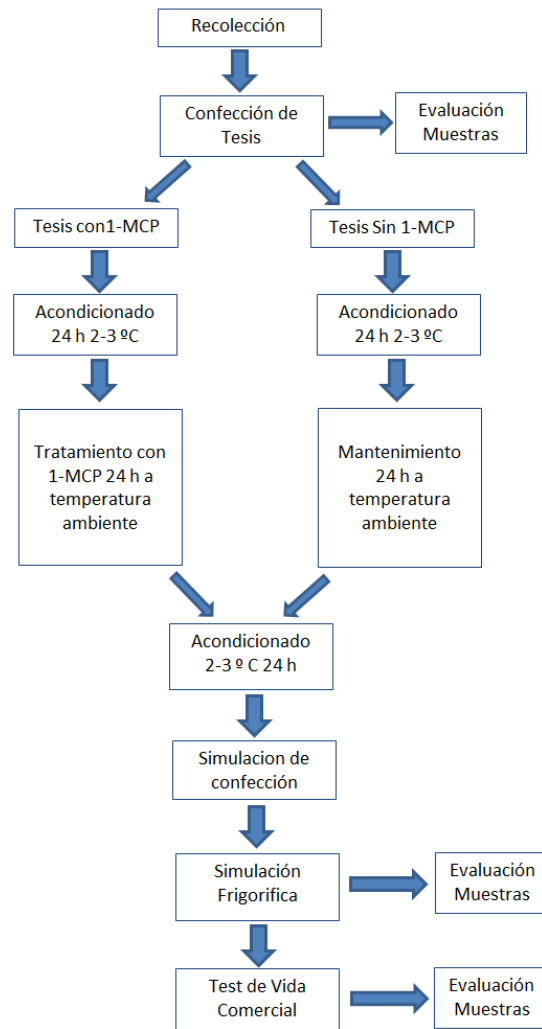 Recolección
Confección de
Tesis
Evaluación
Muestras
Tesis con1-MCP
Tesis Sin 1-MCP
Acondicionado
24 h 2-3 ºC
Acondicionado
24 h 2-3 ºC
Tratamiento con
1-MCP 24 h a
temperatura
ambiente
Mantenimiento
24 h a
temperatura
ambiente
Acondicionado
2-3 º C 24 h
Simulacion de
confección
Simulación
Frigorifica
Evaluación
Muestras
Test de Vida
Comercial
Evaluación
Muestras